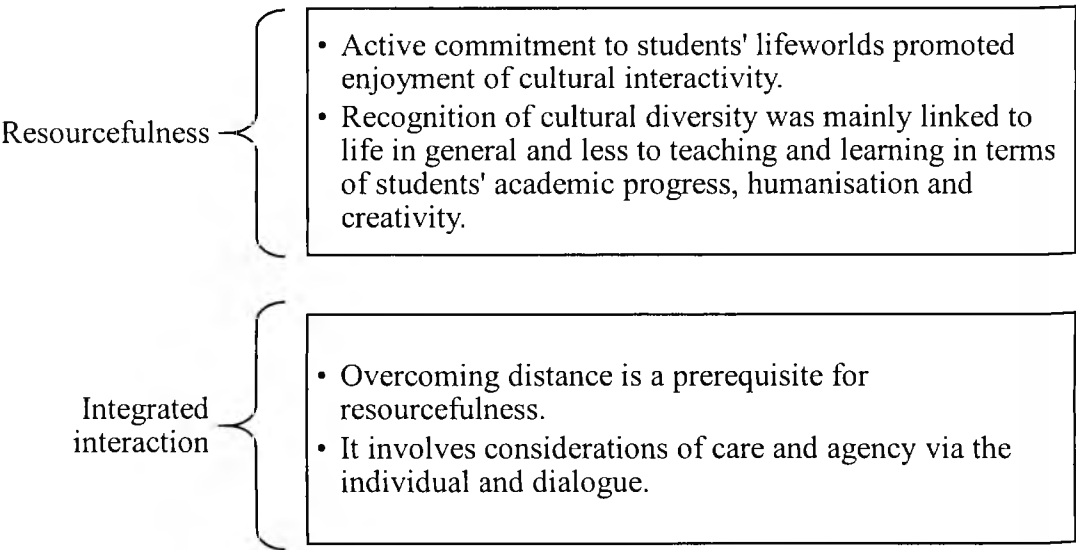 Resourcefulness
• Active commitment to students' lifeworlds promoted
enjoyment of cultural interactivity.
• Recognition of cultural diversity was mainly linked to
life in general and less to teaching and learning in terms
of students' academic progress, humanisation and
creativity.
Integrated
interaction
• Overcoming distance is a prerequisite for
resourcefulness.
• It involves considerations of care and agency via the
individual and dialogue.